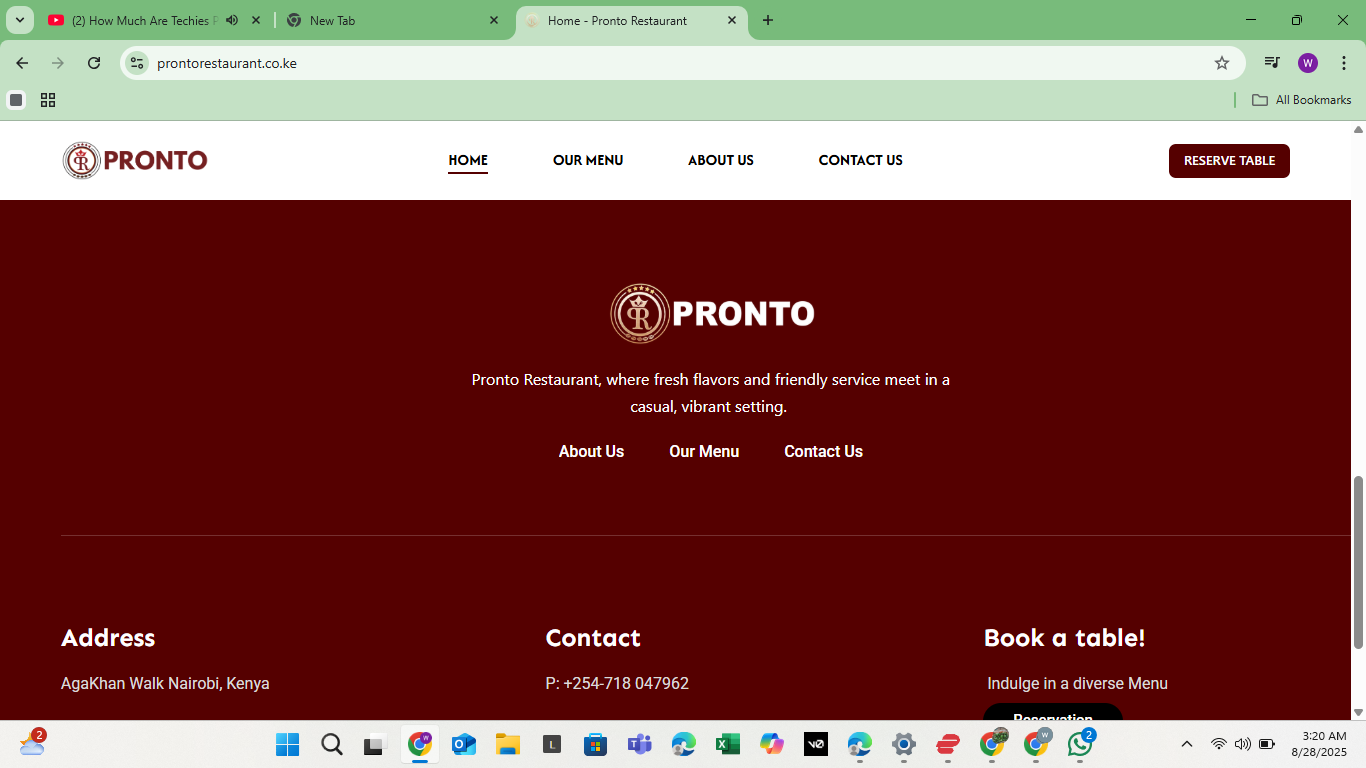 (2) How Much Are Techies P
New Tab
Home - Pronto Restaurant
prontorestaurant.co.ke
W
All Bookmarks
PR PRONTO
HOME
OUR MENU
ABOUT US
CONTACT US
RESERVE TABLE
PR PRONTO
Pronto Restaurant, where fresh flavors and friendly service meet in a
casual, vibrant setting.
About Us
Our Menu
Contact Us
Address
Contact
Book a table!
AgaKhan Walk Nairobi, Kenya
P: +254-718 047962
Indulge in a diverse Menu
Reservation
2
W
L
v0
W
2
3:20 AM
8/28/2025